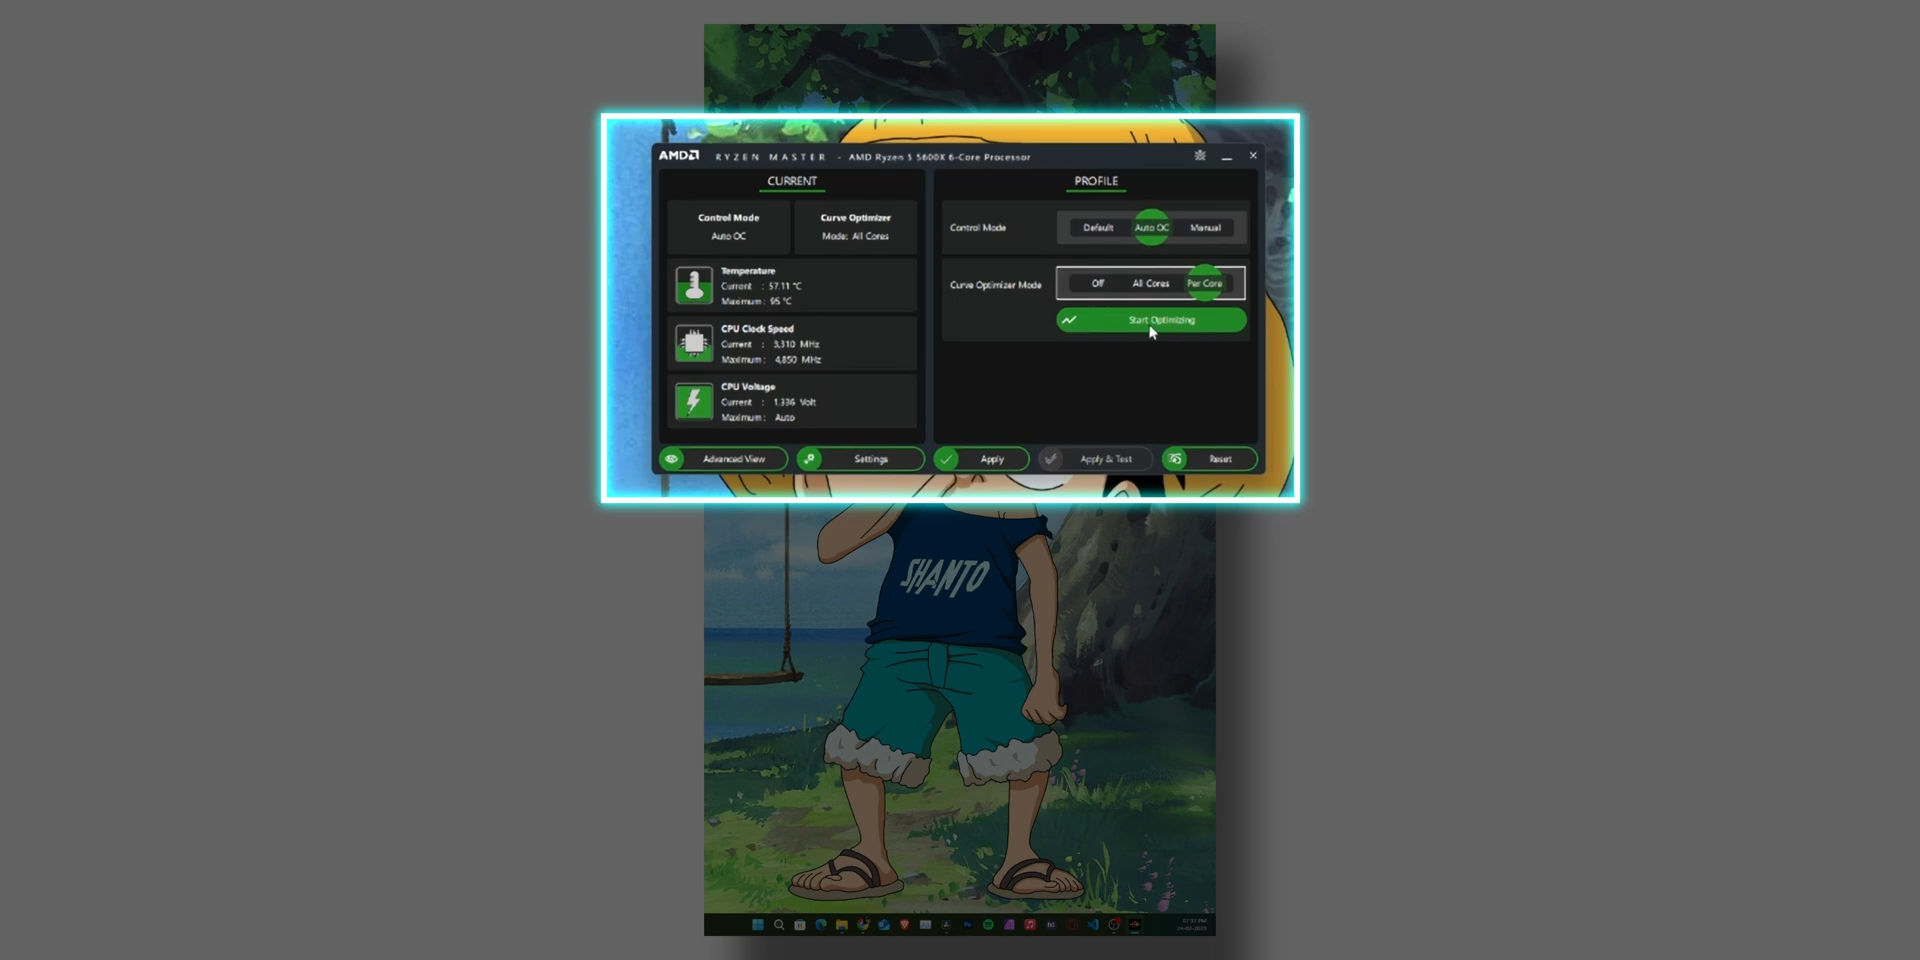 AMD RYZEN MASTER - AMD Ryzen 5 5600X 6-Core Processor
CURRENT
Control Mode
Auto OC
Curve Optimizer
Mode: All Cores
Temperature
Current : 57.11 °C
Maximum: 95 °C
CPU Clock Speed
Current : 3,310 MHz
Maximum: 4,850 MHz
CPU Voltage
Current : 1.336 Volt
Maximum: Auto
Advanced View
Settings
PROFILE
Control Mode
Default
Auto OC
Manual
Curve Optimizer Mode
Off
All Cores
Per Core
Start Optimizing
Apply
Apply & Test
Reset
SHANTO